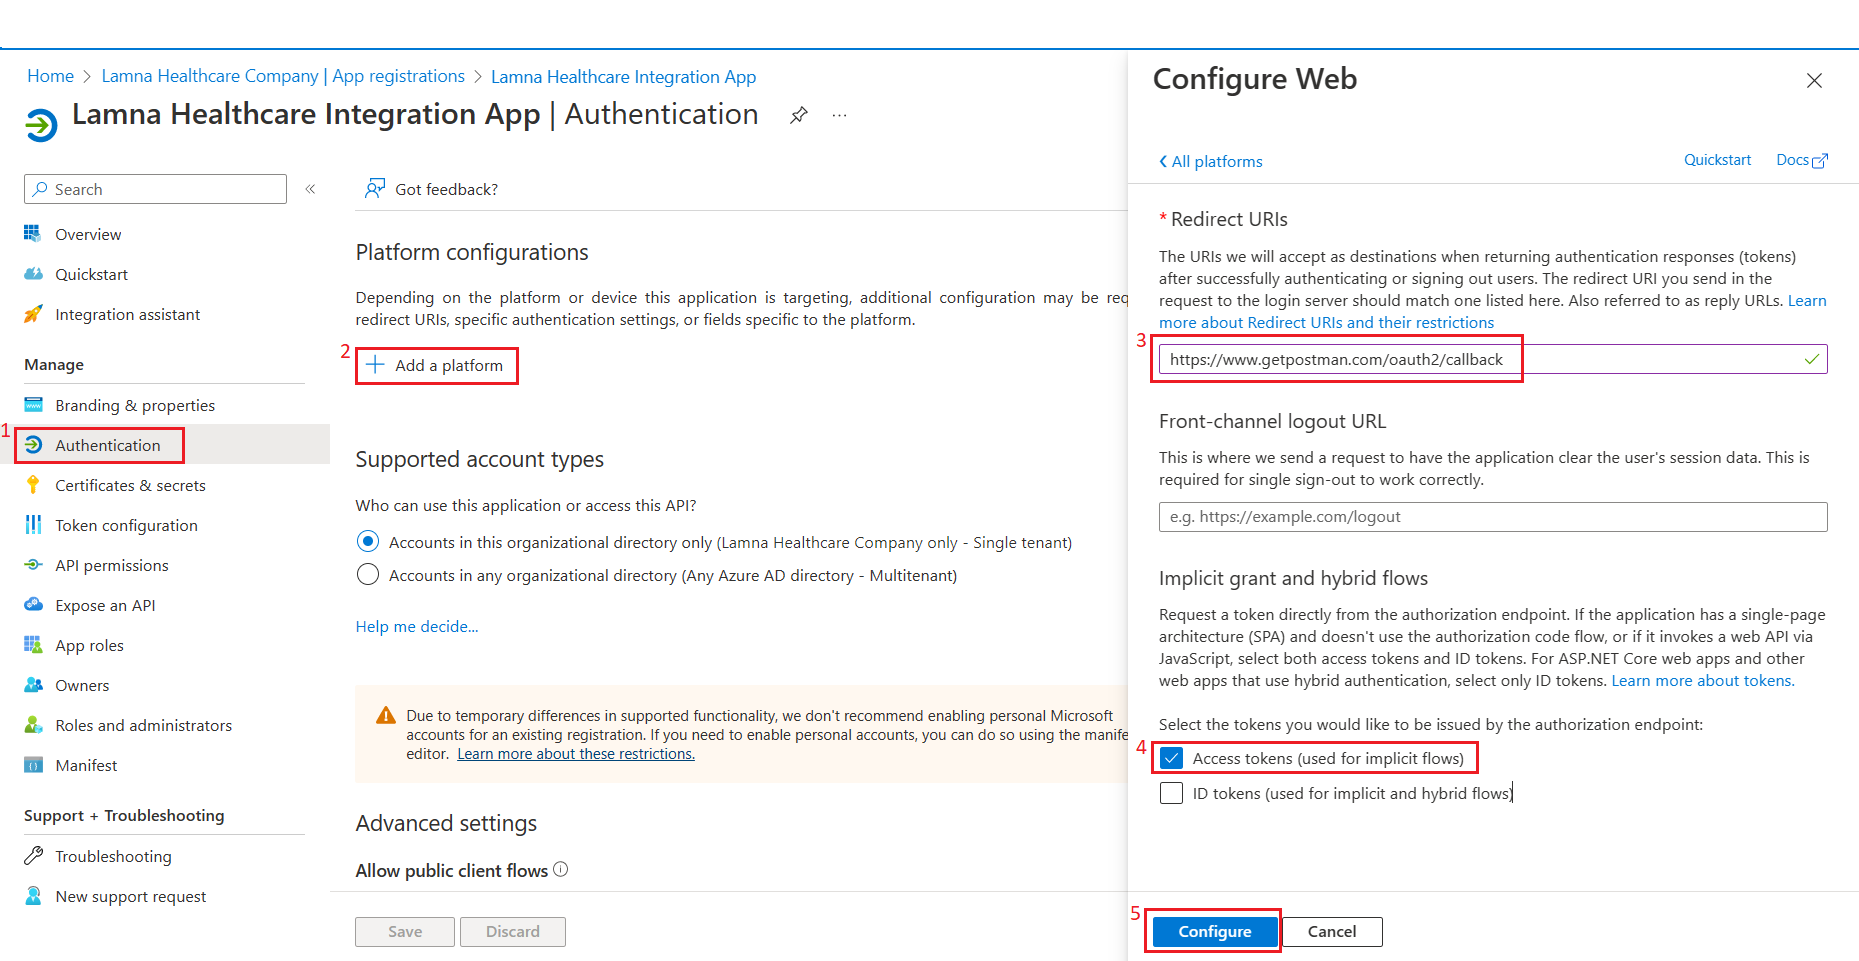 Home > Lamna Healthcare Company | App registrations > Lamna Healthcare Integration App
Lamna Healthcare Integration App | Authentication ...
Search «
Overview
Quickstart
Integration assistant
Manage
Branding & properties
1 Authentication
Certificates & secrets
Token configuration
API permissions
Expose an API
App roles
Owners
Roles and administrators
Manifest
Support + Troubleshooting
Troubleshooting
New support request
Got feedback?
Platform configurations
Depending on the platform or device this application is targeting, additional configuration may be req
redirect URIs, specific authentication settings, or fields specific to the platform.
2 + Add a platform
Supported account types
Who can use this application or access this API?
Accounts in this organizational directory only (Lamna Healthcare Company only - Single tenant)
Accounts in any organizational directory (Any Azure AD directory - Multitenant)
Help me decide...
Due to temporary differences in supported functionality, we don't recommend enabling personal Microsoft
accounts for an existing registration. If you need to enable personal accounts, you can do so using the manife
editor. Learn more about these restrictions.
Advanced settings
Allow public client flows
Save Discard
Configure Web
All platforms Quickstart Docs
* Redirect URIs
The URIs we will accept as destinations when returning authentication responses (tokens)
after successfully authenticating or signing out users. The redirect URI you send in the
request to the login server should match one listed here. Also referred to as reply URLs. Learn
more about Redirect URIs and their restrictions
3 https://www.getpostman.com/oauth2/callback
Front-channel logout URL
This is where we send a request to have the application clear the user's session data. This is
required for single sign-out to work correctly.
e.g. https://example.com/logout
Implicit grant and hybrid flows
Request a token directly from the authorization endpoint. If the application has a single-page
architecture (SPA) and doesn't use the authorization code flow, or if it invokes a web API via
JavaScript, select both access tokens and ID tokens. For ASP.NET Core web apps and other
web apps that use hybrid authentication, select only ID tokens. Learn more about tokens.
Select the tokens you would like to be issued by the authorization endpoint:
4 Access tokens (used for implicit flows)
ID tokens (used for implicit and hybrid flows)
5 Configure Cancel